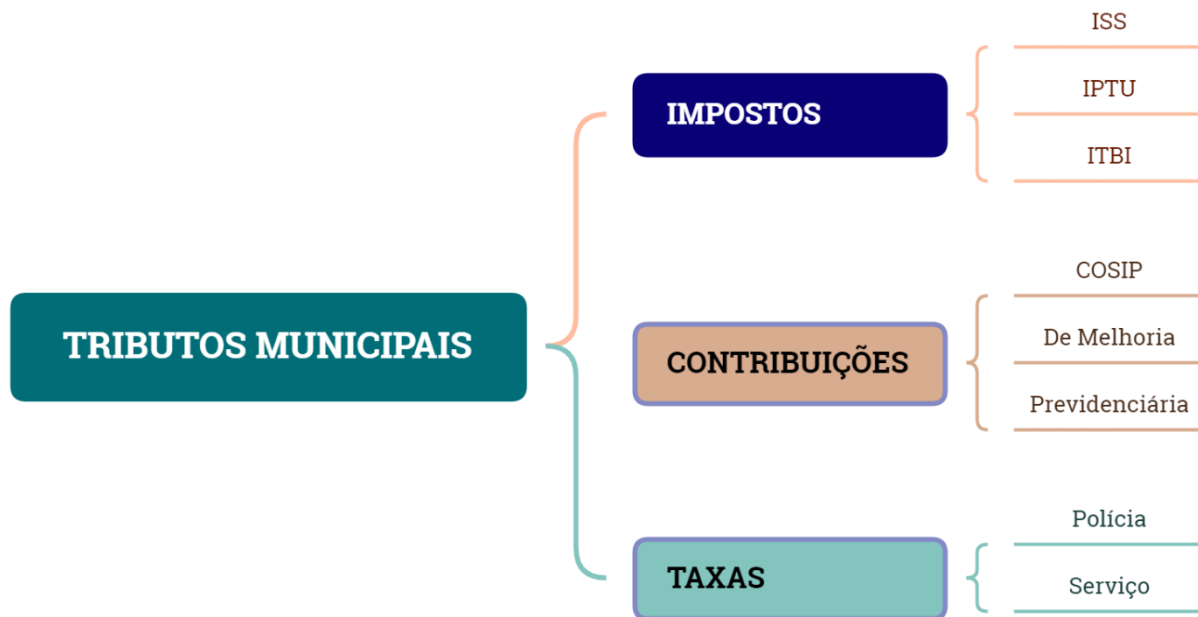 TRIBUTOS MUNICIPAIS
IMPOSTOS
ISS
IPTU
ITBI
CONTRIBUIÇÕES
COSIP
De Melhoria
Previdenciária
TAXAS
Polícia
Serviço